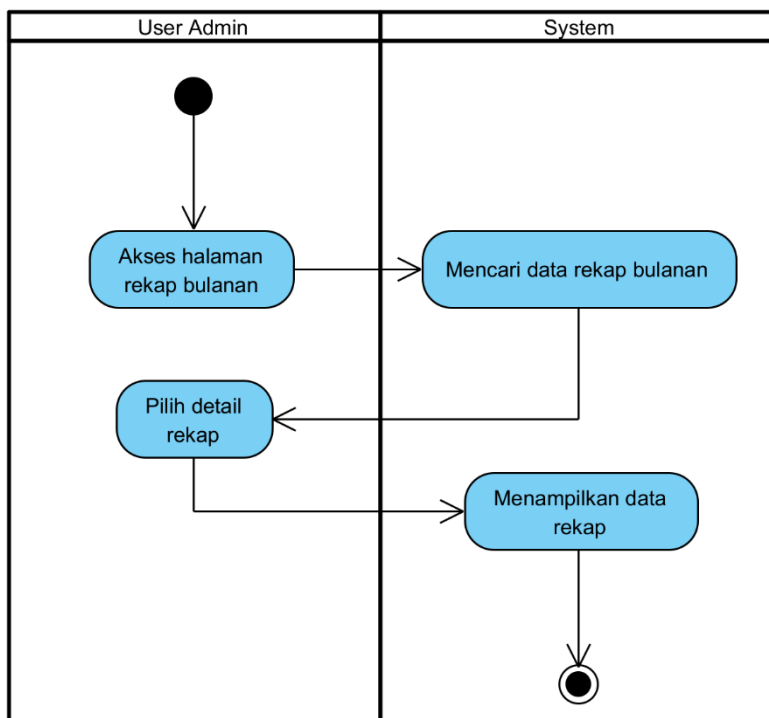 User Admin
System
Akses halaman
rekap bulanan
Mencari data rekap bulanan
Pilih detail
rekap
Menampilkan data
rekap